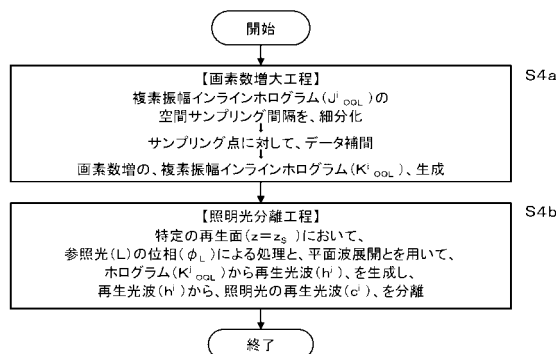 開始
S4a
【画素数増大工程】
複素振幅インラインホログラム(J^i_OQL)の
空間サンプリング間隔を、細分化
サンプリング点に対して、データ補間
画素数増の、複素振幅インラインホログラム(K^i_OQL)、生成
S4b
【照明光分離工程】
特定の再生面(z=z_S)において、
参照光(L)の位相(φ_L)による処理と、平面波展開とを用いて、
ホログラム(K^i_OQL)から再生光波(h^i)、を生成し、
再生光波(h^i)から、照明光の再生光波(c^i)、を分離
終了